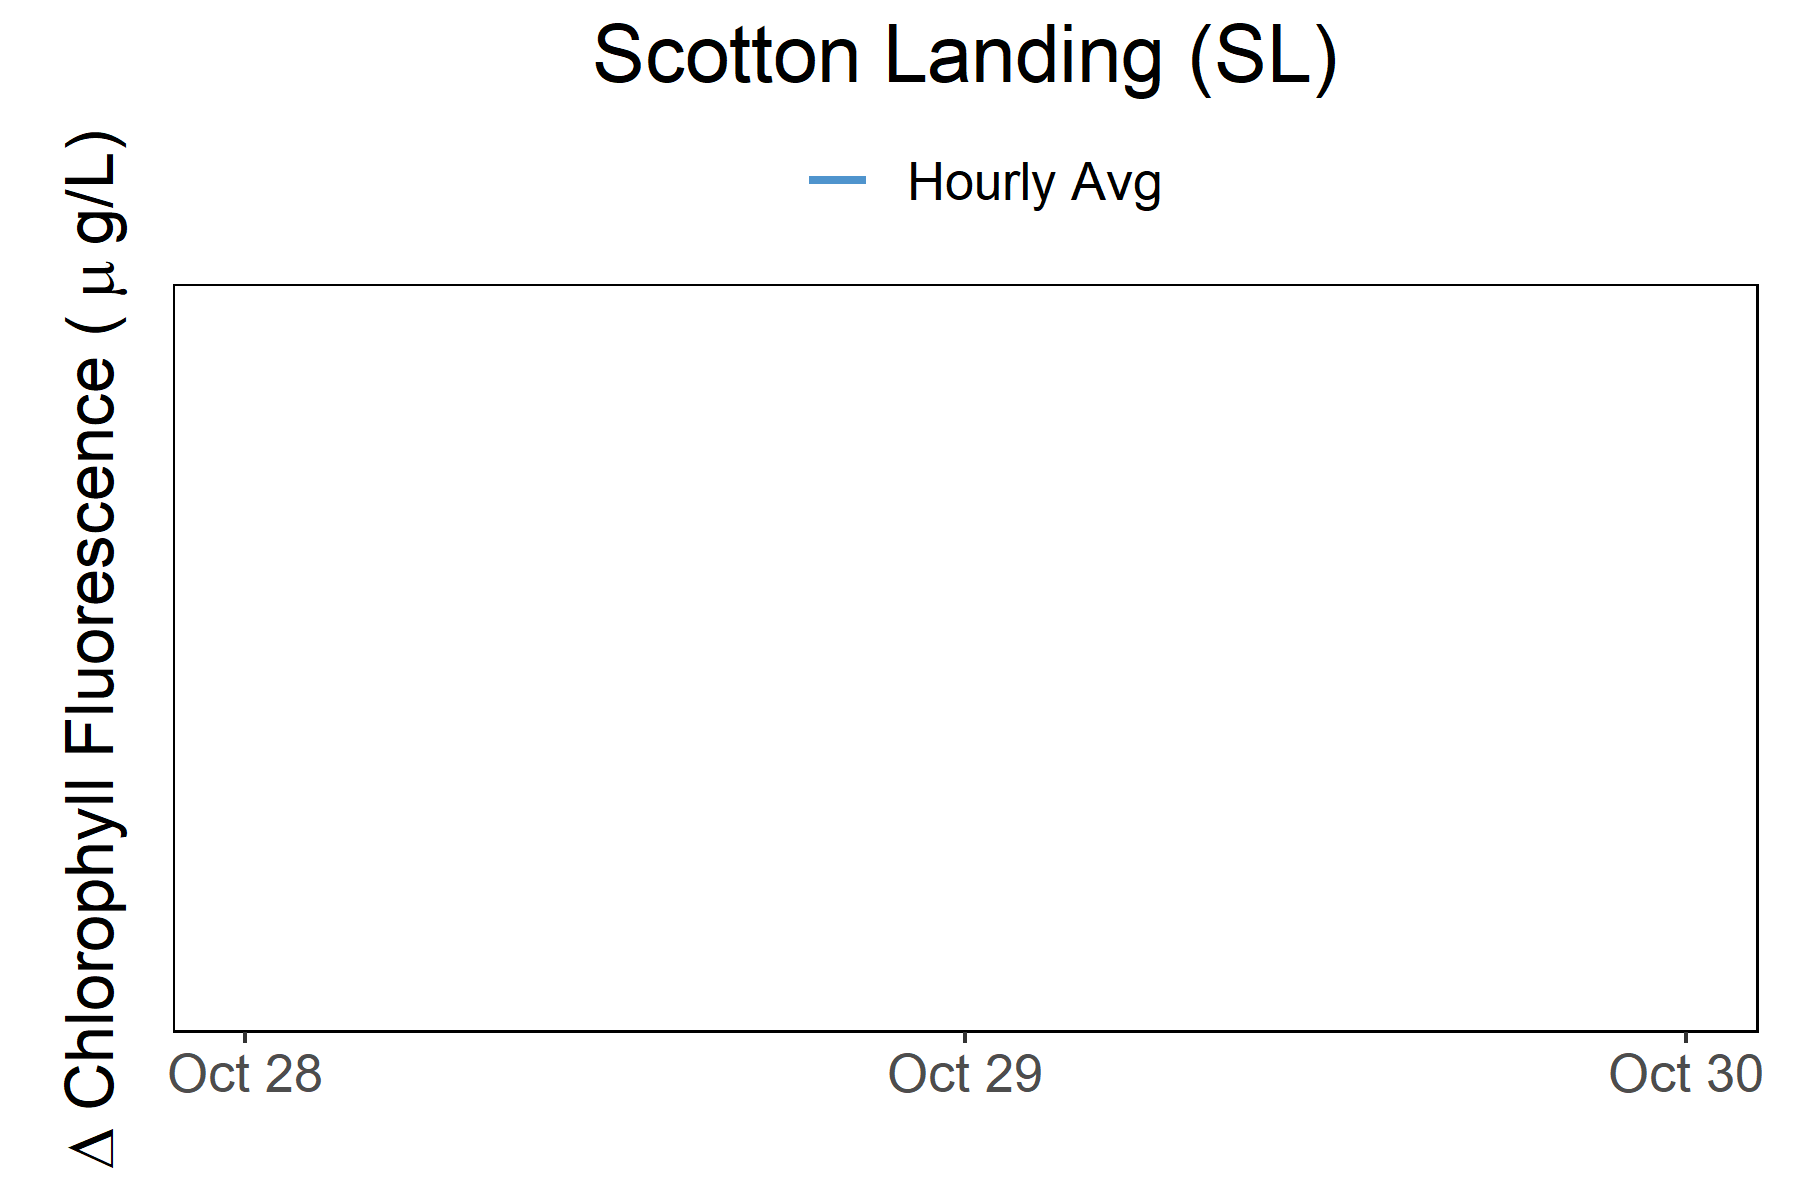 Scotton Landing (SL)
Hourly Avg
Δ Chlorophyll Fluorescence ( μ g/L)
Oct 28
Oct 29
Oct 30